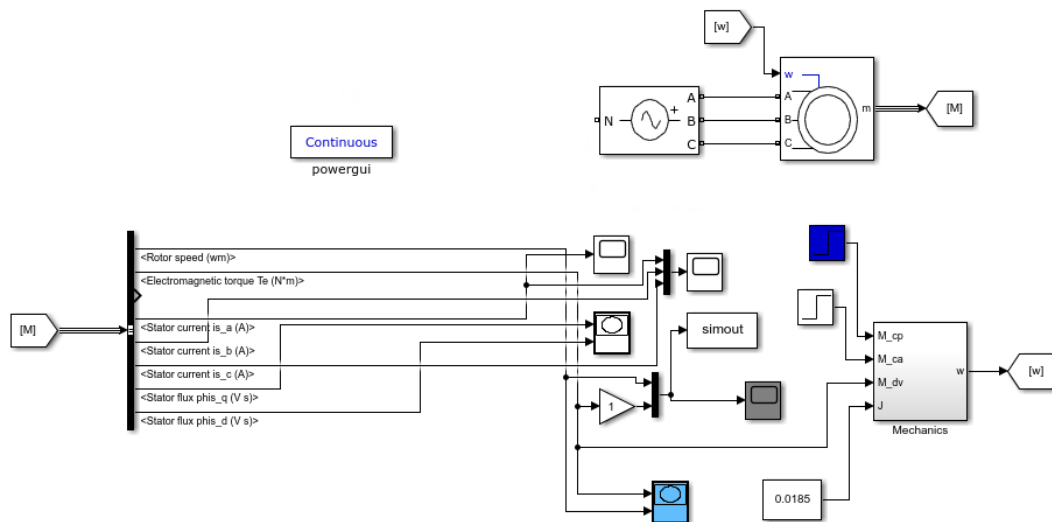 [w]
w
A
A
B
B
C
C
N
+
m
[M]
Continuous
powergui
<Rotor speed (wm)>
<Electromagnetic torque Te (N*m)>
[M]
<Stator current is_a (A)>
<Stator current is_b (A)>
<Stator current is_c (A)>
<Stator flux phis_q (V s)>
<Stator flux phis_d (V s)>
simout
1
M_cp
M_ca
M_dv
J
w
[w]
Mechanics
0.0185